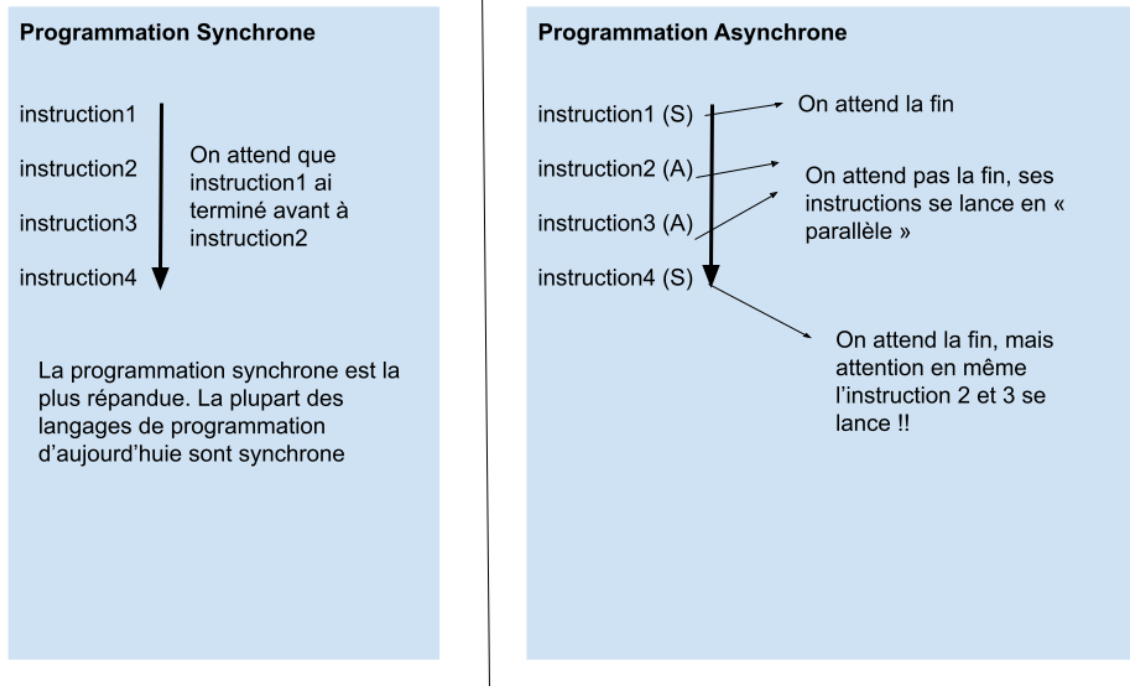 Programmation Synchrone
instruction1
instruction2
instruction3
instruction4
On attend que
instruction1 ai
terminé avant à
instruction2
La programmation synchrone est la
plus répandue. La plupart des
langages de programmation
d'aujourd'huie sont synchrone
Programmation Asynchrone
instruction1 (S)
instruction2 (A)
instruction3 (A)
instruction4 (S)
On attend la fin
On attend pas la fin, ses
instructions se lance en «
parallèle »
On attend la fin, mais
attention en même
l'instruction 2 et 3 se
lance !!